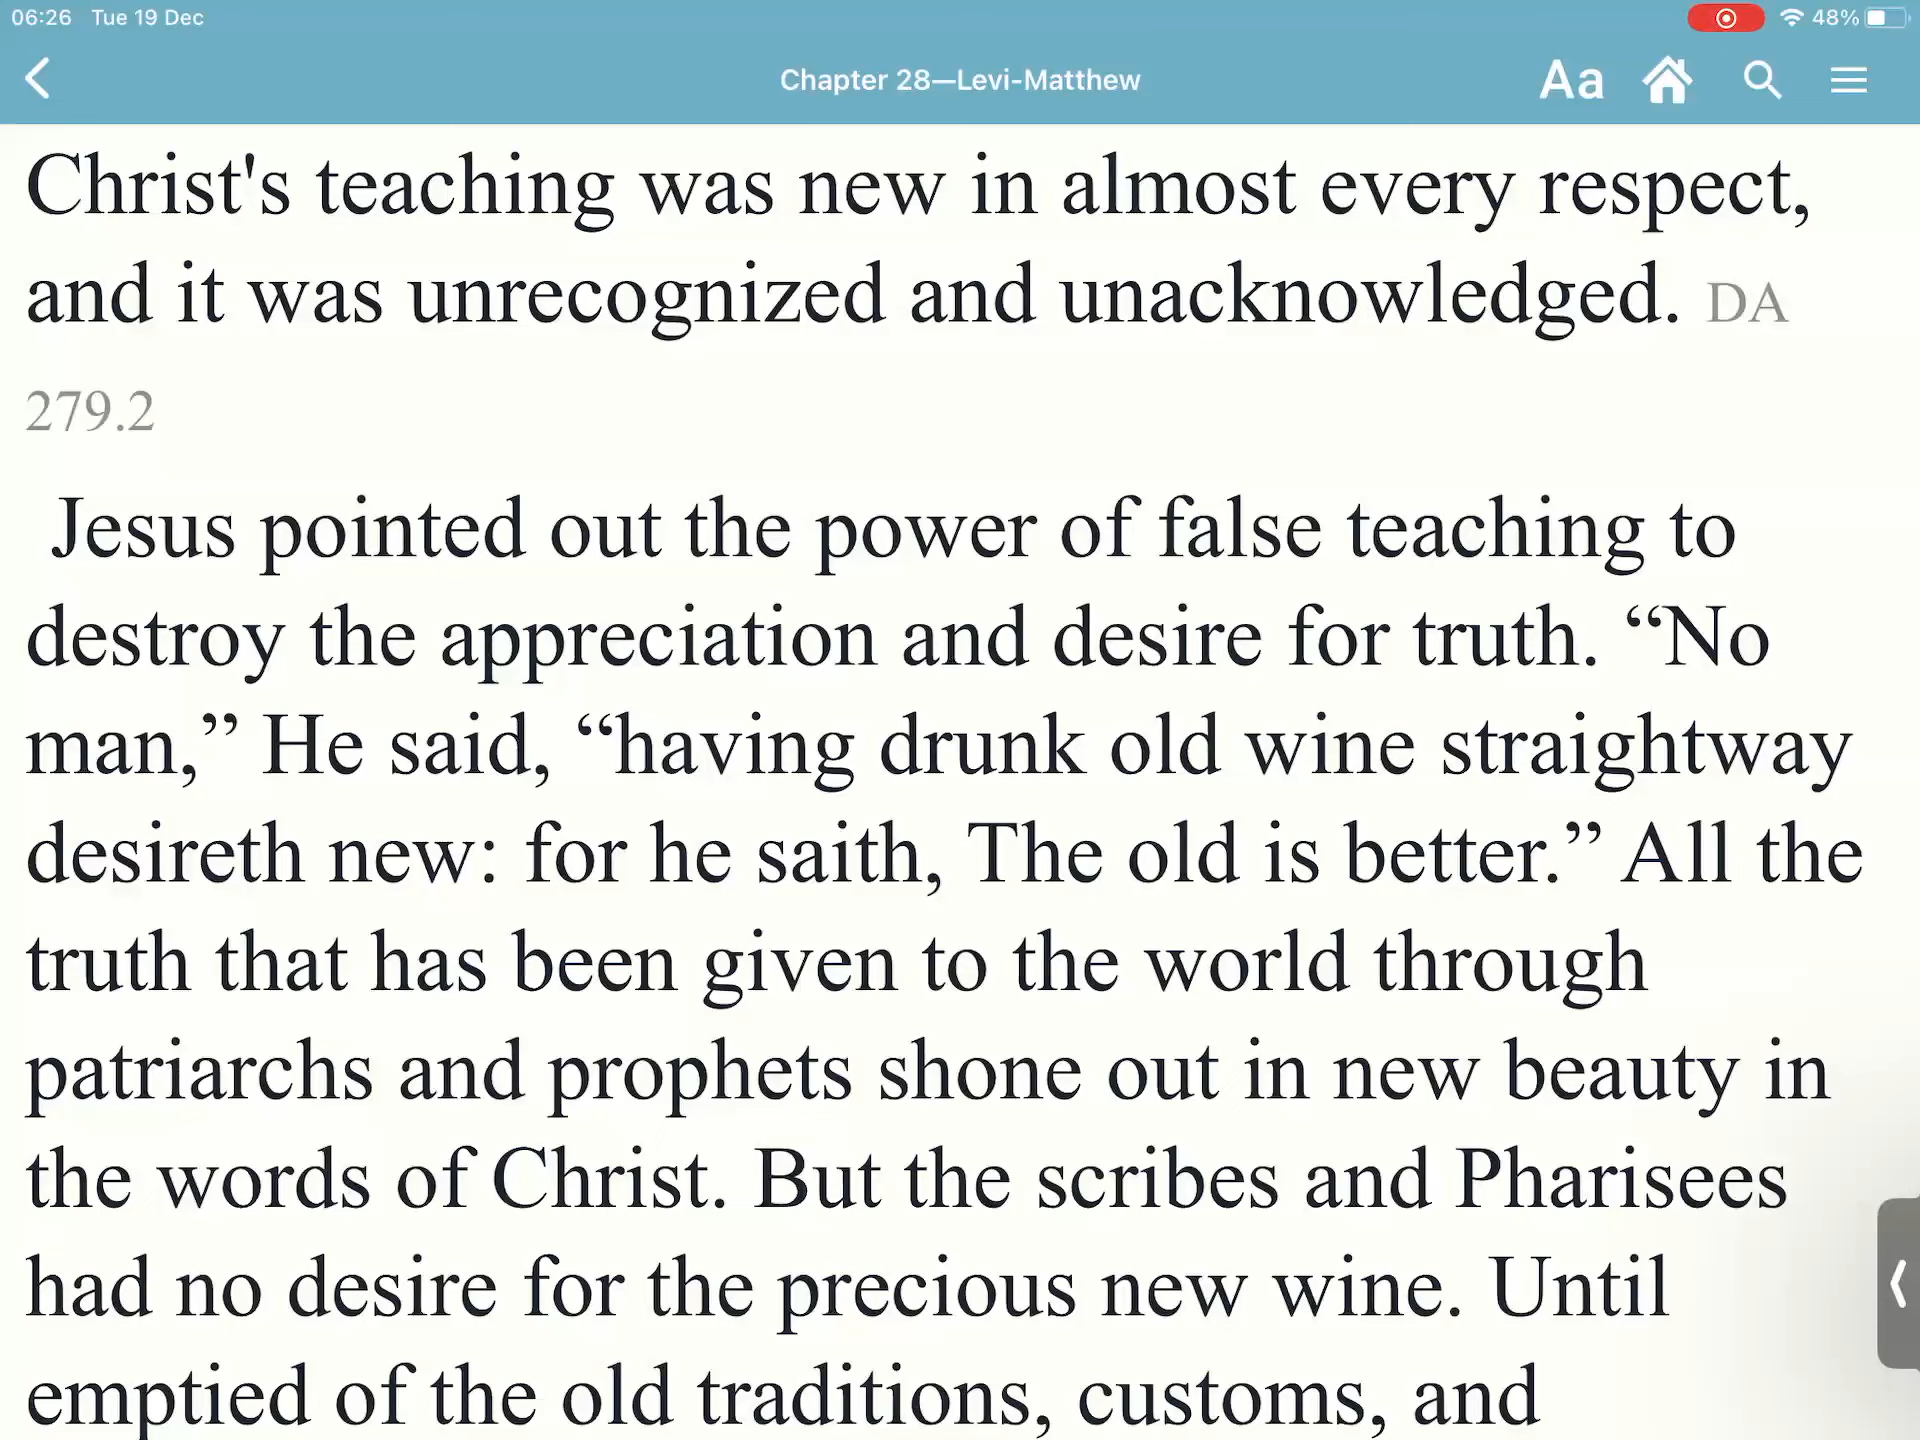 06:26 Tue 19 Dec 48%
Chapter 28—Levi-Matthew
Aa
Christ's teaching was new in almost every respect,
and it was unrecognized and unacknowledged. DA
279.2
Jesus pointed out the power of false teaching to
destroy the appreciation and desire for truth. “No
man,” He said, “having drunk old wine straightway
desireth new: for he saith, The old is better.” All the
truth that has been given to the world through
patriarchs and prophets shone out in new beauty in
the words of Christ. But the scribes and Pharisees
had no desire for the precious new wine. Until
emptied of the old traditions, customs, and